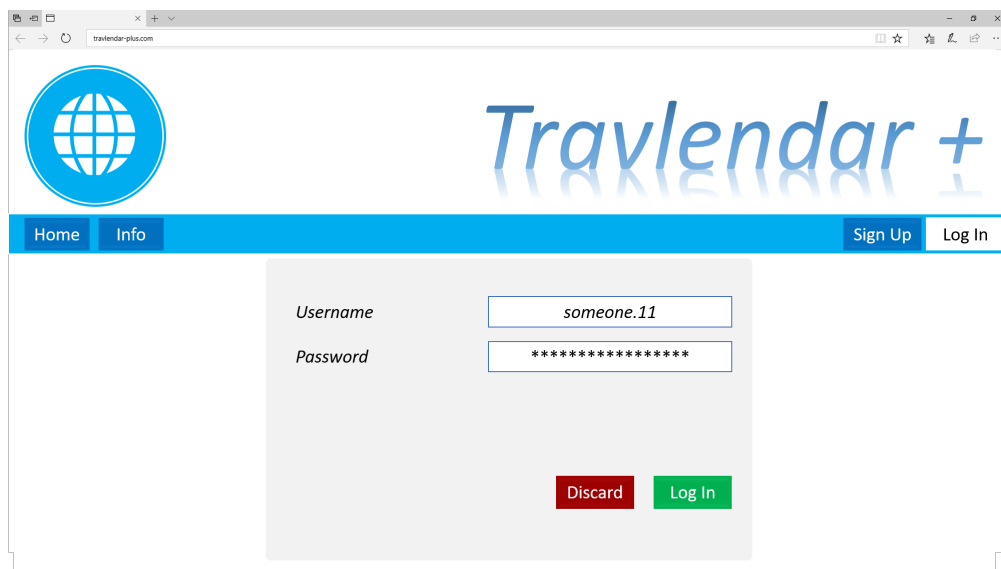 travlendar-plus.com
Travlendar +
Home Info Sign Up Log In
Username someone.11
Password *****************
Discard Log In